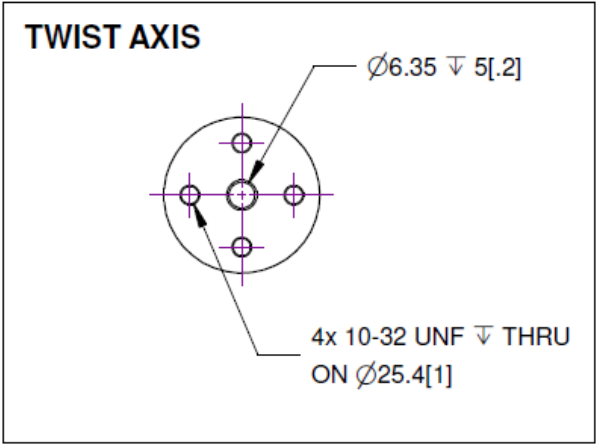 TWIST AXIS
∅6.35 ↧ 5[.2]
4x 10-32 UNF ↧ THRU
ON ∅25.4[1]